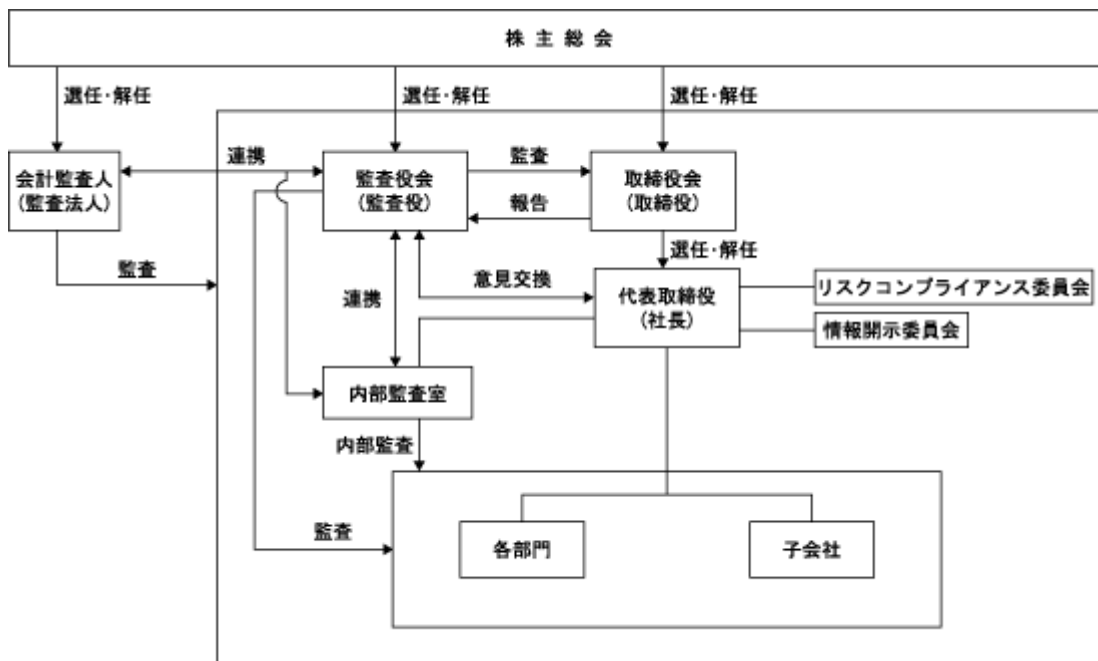 株主総会
選任・解任
選任・解任
選任・解任
連携
監査
会計監査人
(監査法人)
監査役会
(監査役)
取締役会
(取締役)
報告
選任・解任
監査
意見交換
連携
代表取締役
(社長)
リスクコンプライアンス委員会
情報開示委員会
内部監査室
内部監査
監査
各部門
子会社